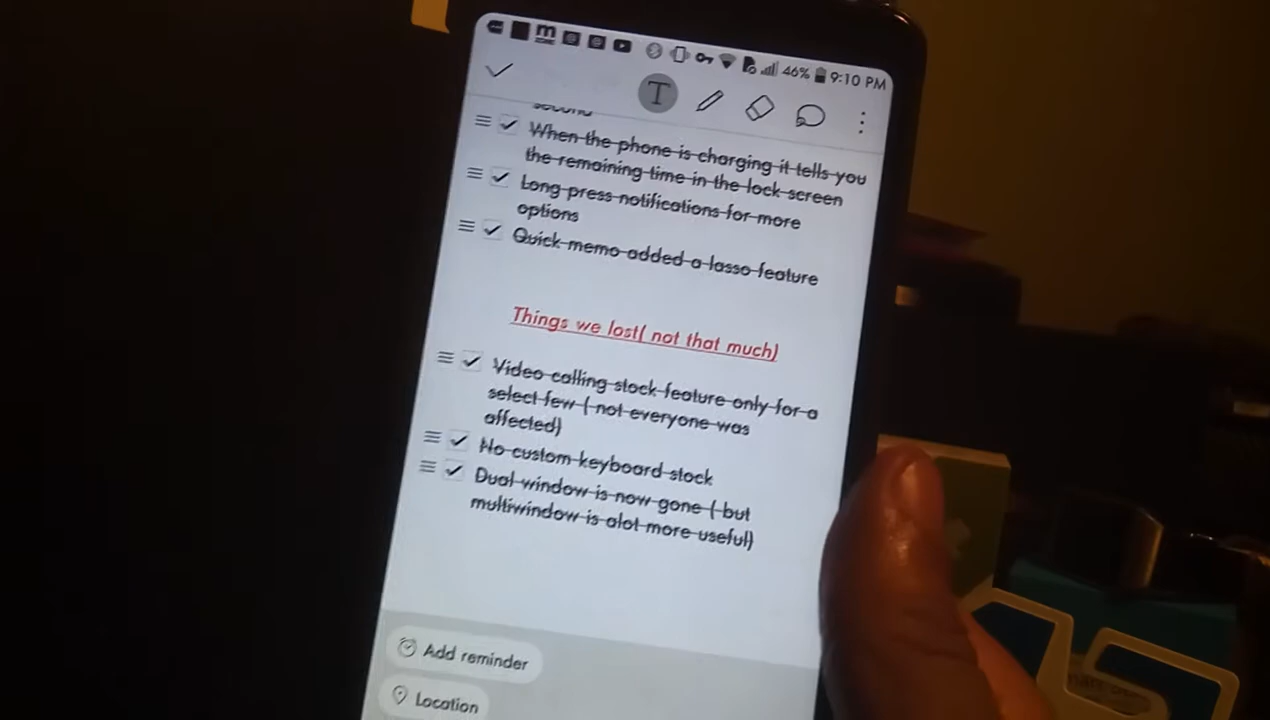 m
46% 9:10 PM
T
second
When the phone is charging it tells you
the remaining time in the lock screen
Long press notifications for more
options
Quick memo added a lasso feature
Things we lost( not that much)
Video calling stock feature only for a
select few ( not everyone was
affected)
No custom keyboard stock
Dual window is now gone ( but
multiwindow is alot more useful)
Add reminder
Location